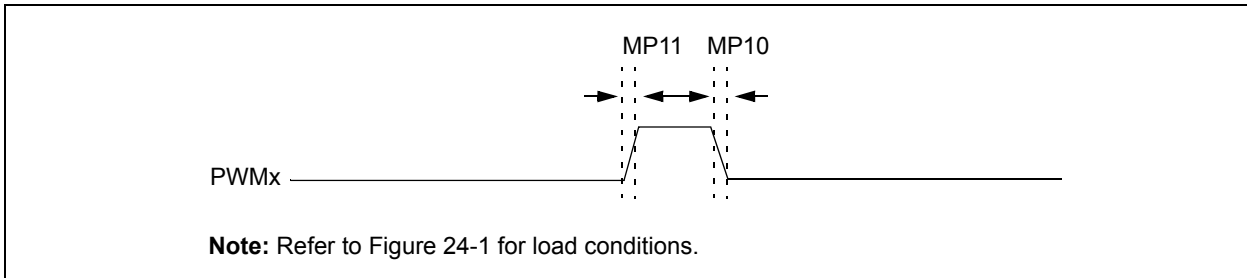 MP11 MP10
PWMx
Note: Refer to Figure 24-1 for load conditions.